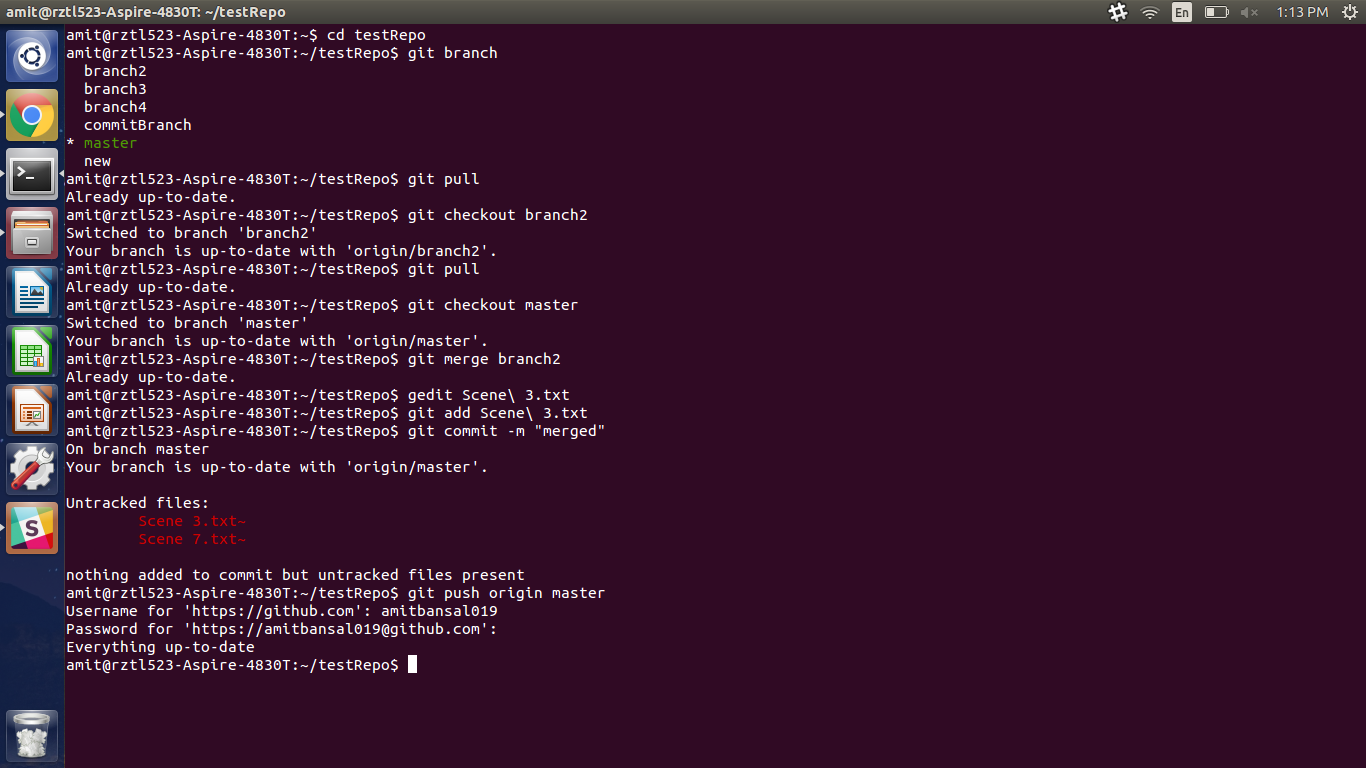 amit@rztl523-Aspire-4830T: ~/testRepo
En
1:13 PM
amit@rztl523-Aspire-4830T:~$ cd testRepo
amit@rztl523-Aspire-4830T:~/testRepo$ git branch
  branch2
  branch3
  branch4
  commitBranch
* master
  new
amit@rztl523-Aspire-4830T:~/testRepo$ git pull
Already up-to-date.
amit@rztl523-Aspire-4830T:~/testRepo$ git checkout branch2
Switched to branch 'branch2'
Your branch is up-to-date with 'origin/branch2'.
amit@rztl523-Aspire-4830T:~/testRepo$ git pull
Already up-to-date.
amit@rztl523-Aspire-4830T:~/testRepo$ git checkout master
Switched to branch 'master'
Your branch is up-to-date with 'origin/master'.
amit@rztl523-Aspire-4830T:~/testRepo$ git merge branch2
Already up-to-date.
amit@rztl523-Aspire-4830T:~/testRepo$ gedit Scene\ 3.txt
amit@rztl523-Aspire-4830T:~/testRepo$ git add Scene\ 3.txt
amit@rztl523-Aspire-4830T:~/testRepo$ git commit -m "merged"
On branch master
Your branch is up-to-date with 'origin/master'.

Untracked files:
        Scene 3.txt~
        Scene 7.txt~

nothing added to commit but untracked files present
amit@rztl523-Aspire-4830T:~/testRepo$ git push origin master
Username for 'https://github.com': amitbansal019
Password for 'https://amitbansal019@github.com':
Everything up-to-date
amit@rztl523-Aspire-4830T:~/testRepo$
>_
S